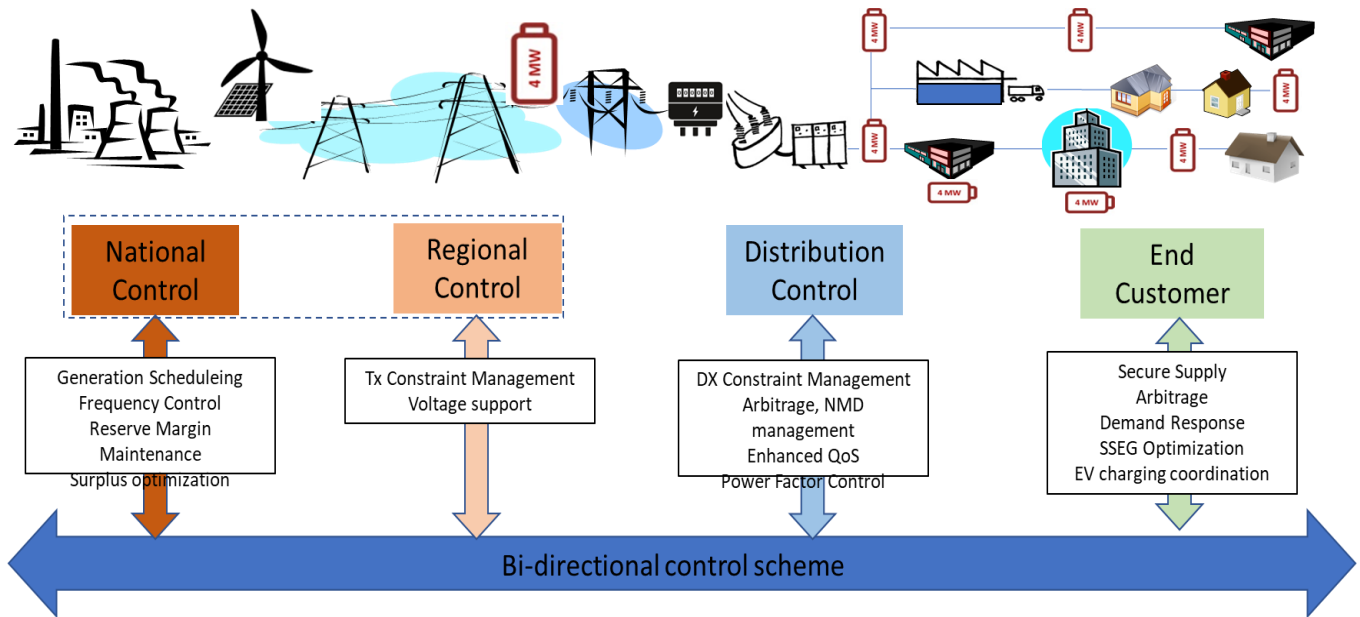 4 MW
4 MW
4 MW
4 MW
4 MW
4 MW
4 MW
4 MW
National
Control
Regional
Control
Distribution
Control
End
Customer
Generation Scheduleing
Frequency Control
Reserve Margin
Maintenance
Surplus optimization
Tx Constraint Management
Voltage support
DX Constraint Management
Arbitrage, NMD
management
Enhanced QoS
Power Factor Control
Secure Supply
Arbitrage
Demand Response
SSEG Optimization
EV charging coordination
Bi-directional control scheme